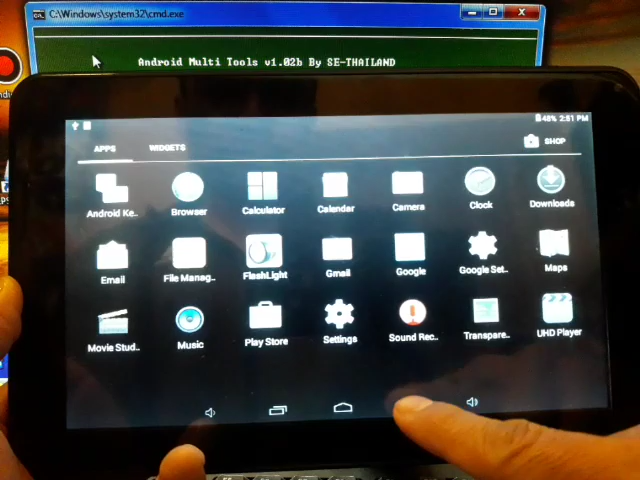 C:\Windows\system32\cmd.exe
Android Multi Tools v1.02b By SE-THAILAND
48% 2:51 PM
APPS WIDGETS SHOP
Android Ke.. Browser Calculator Calendar Camera Clock Downloads
Email File Manag.. FlashLight Gmail Google Google Set.. Maps
Movie Stud.. Music Play Store Settings Sound Rec.. Transpare.. UHD Player